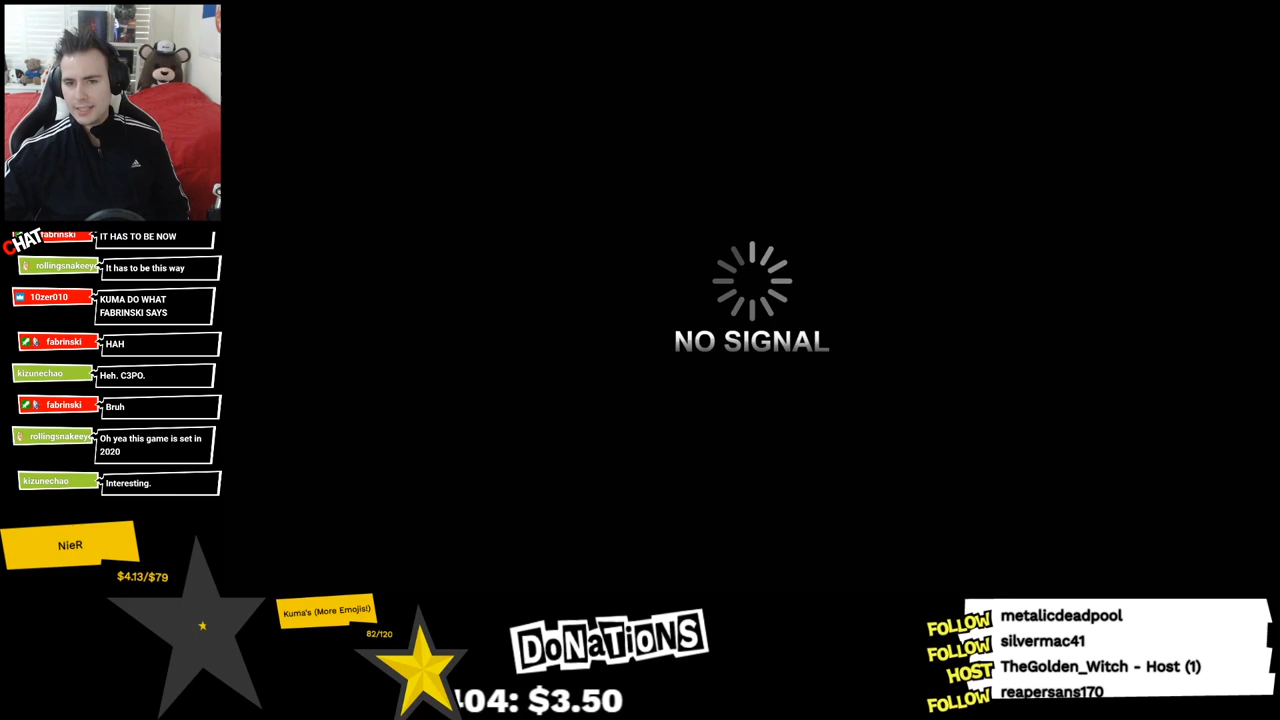 CHAT
fabrinski IT HAS TO BE NOW
rollingsnakeey It has to be this way
10zer010 KUMA DO WHAT
FABRINSKI SAYS
fabrinski HAH
kizunechao Heh. C3PO.
fabrinski Bruh
rollingsnakeey Oh yea this game is set in
2020
kizunechao Interesting.
NO SIGNAL
NieR
$4.13/$79
Kuma's (More Emojis!)
82/120
DoNaTiONS
404: $3.50
FOLLOW metalicdeadpool
FOLLOW silvermac41
HOST TheGolden_Witch - Host (1)
FOLLOW reapersans170